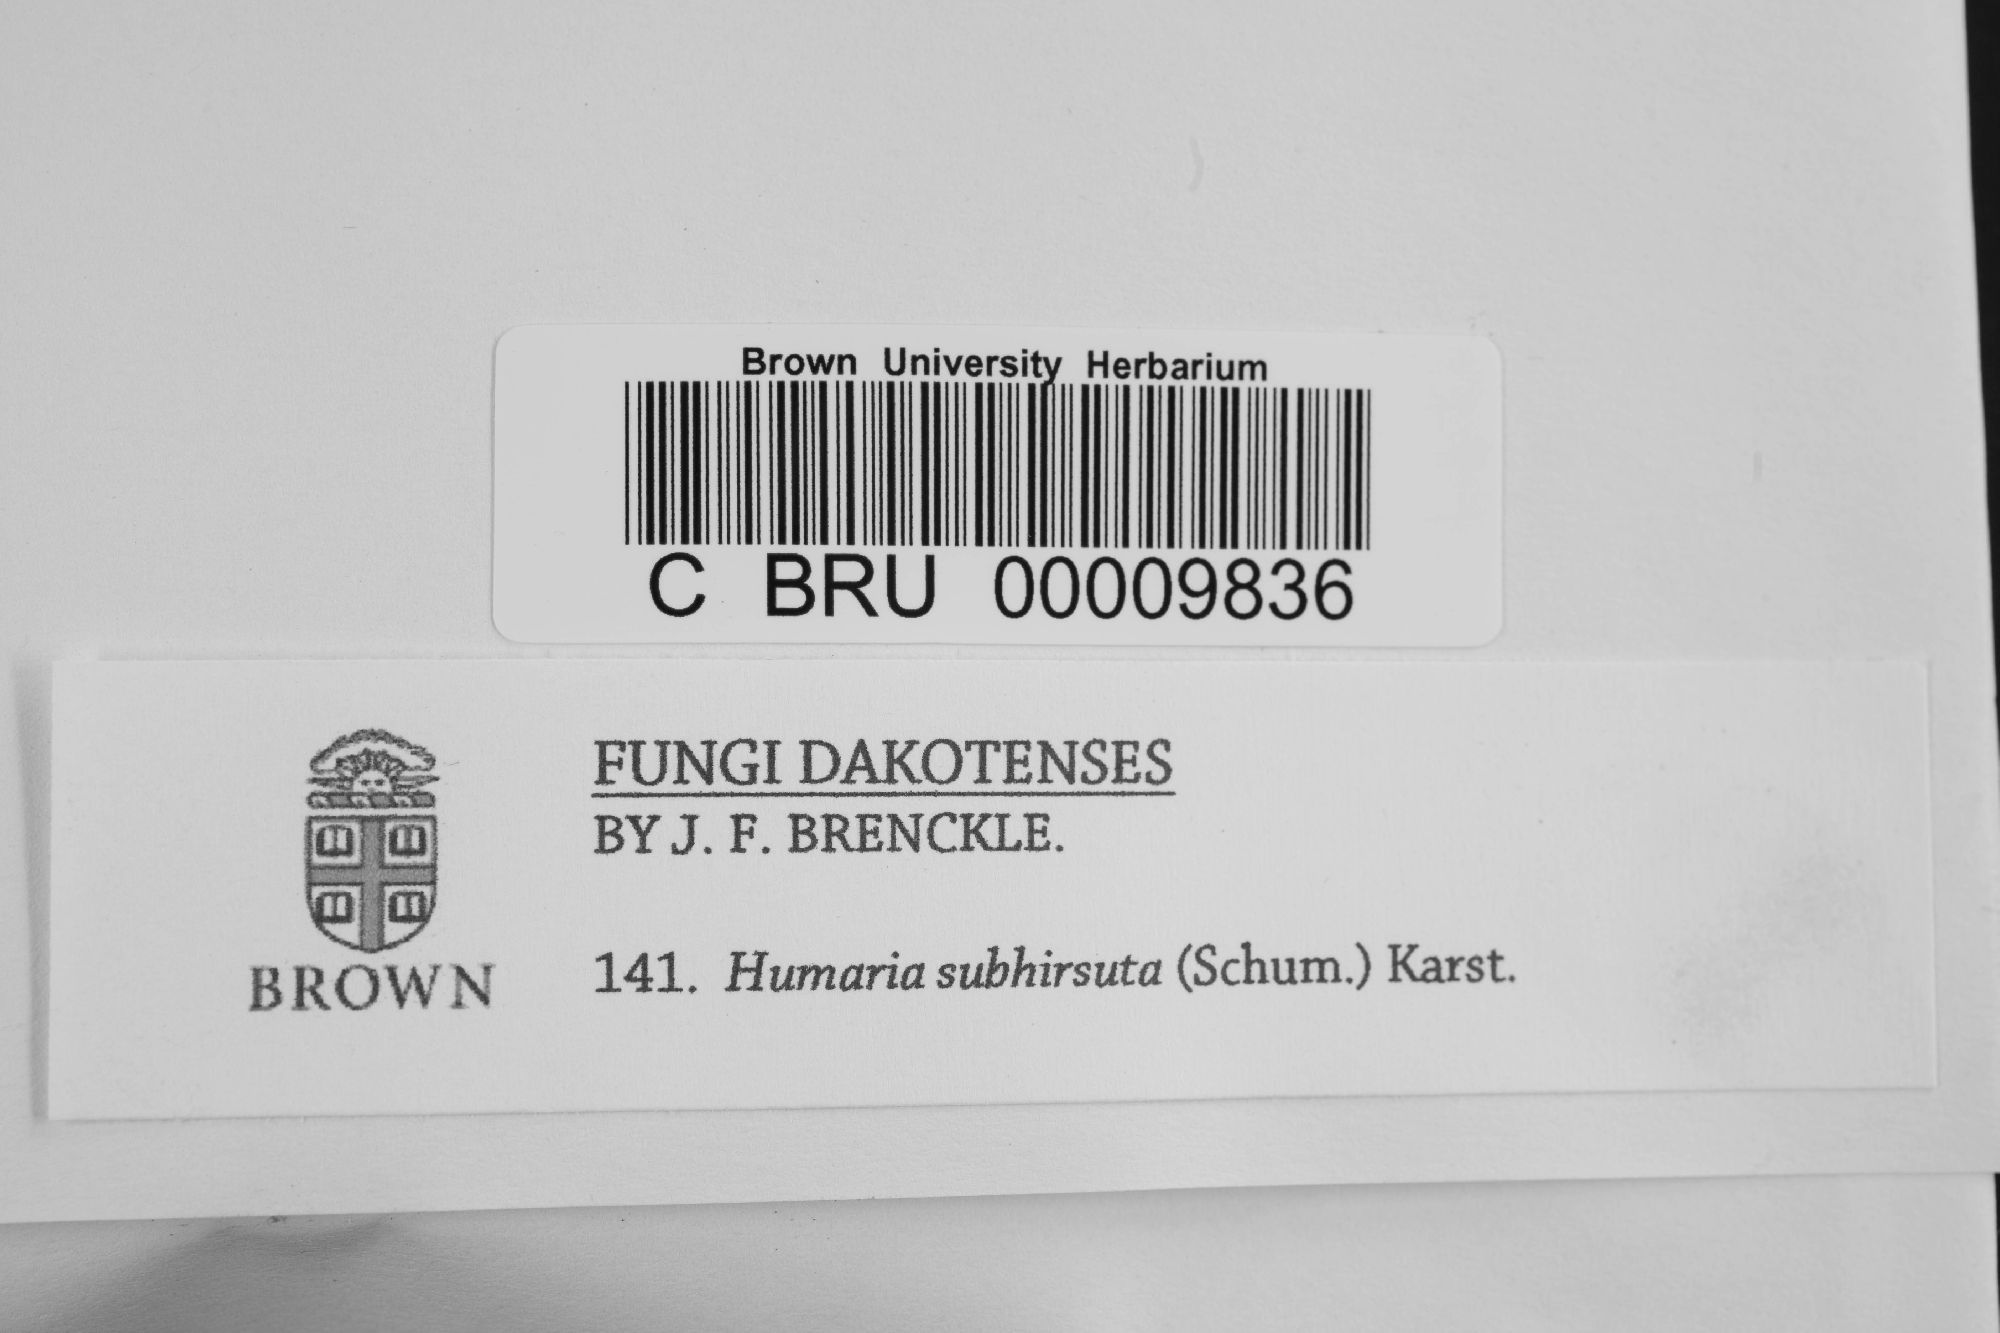 Brown University Herbarium
C BRU 00009836
FUNGI DAKOTENSES
BY J. F. BRENCKLE.
BROWN
141. Humaria subhirsuta (Schum.) Karst.